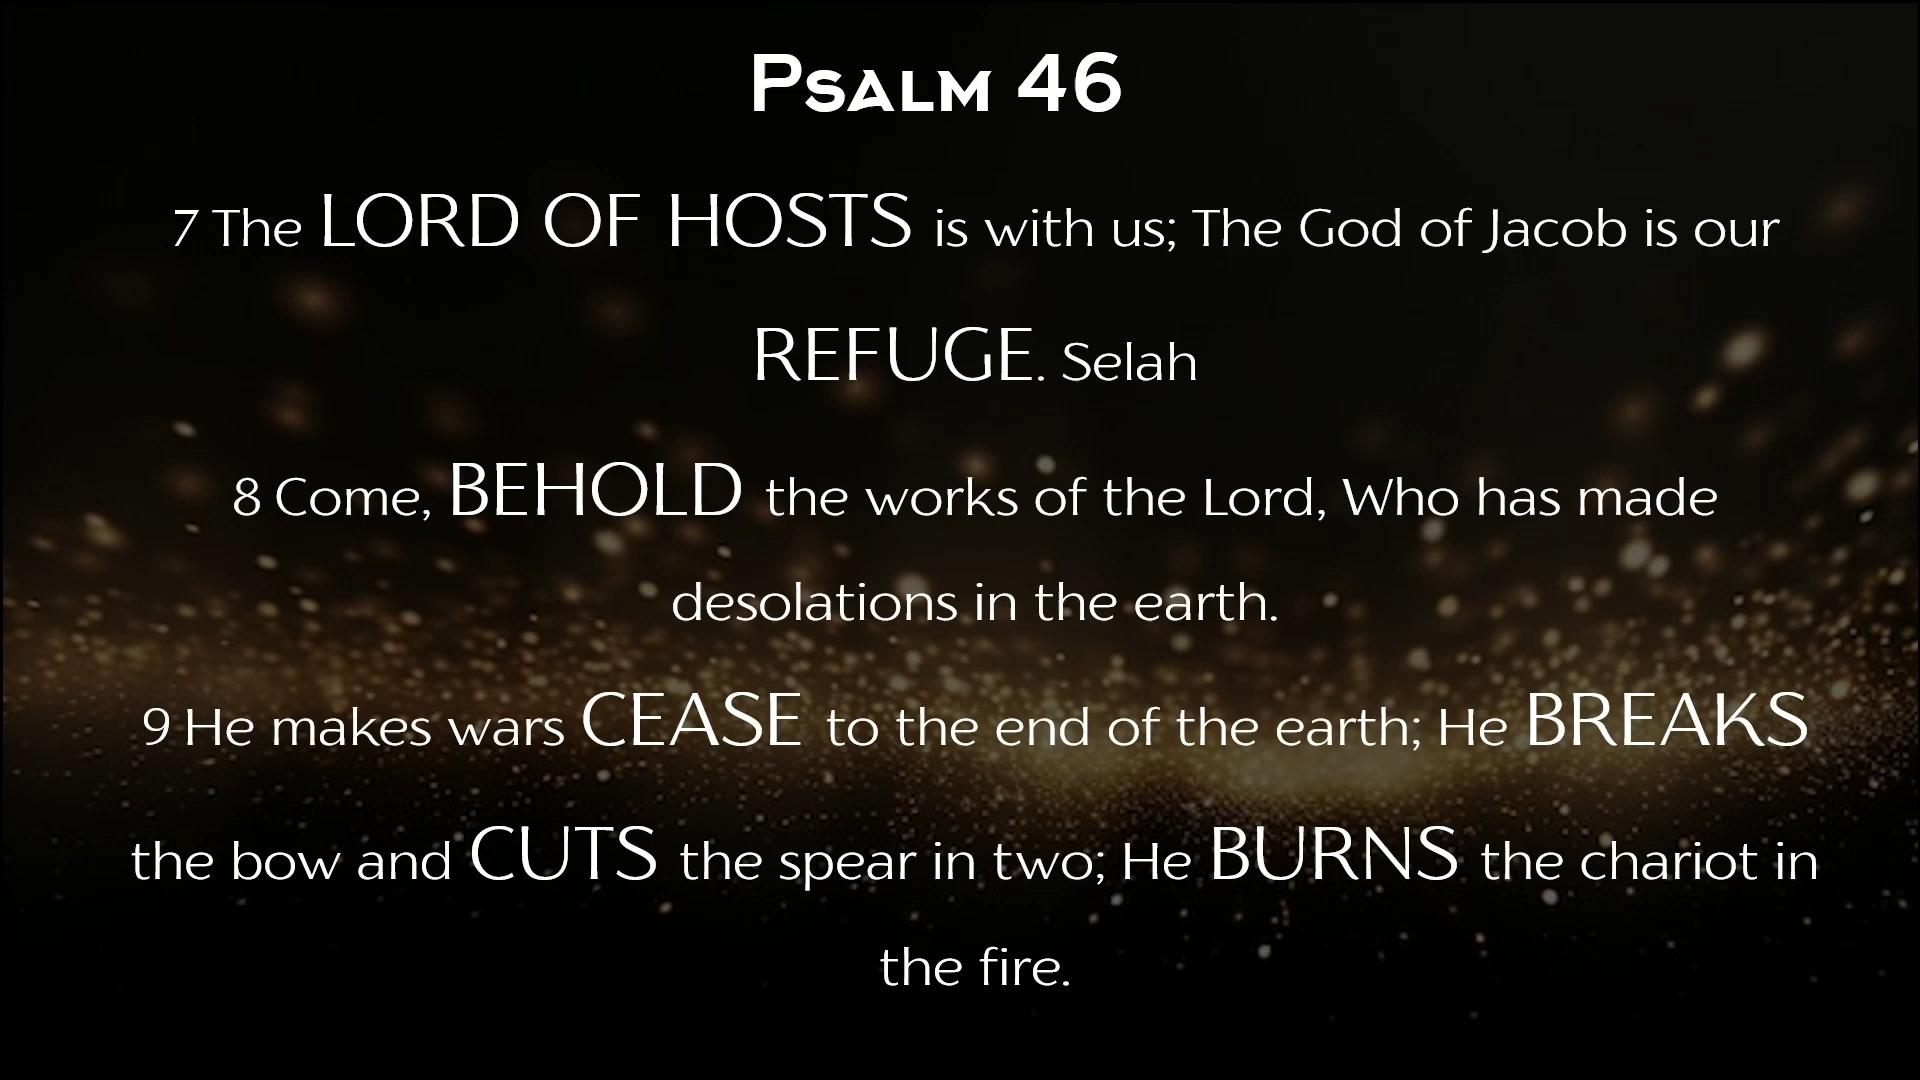 Psalm 46
7 The LORD OF HOSTS is with us; The God of Jacob is our
REFUGE. Selah
8 Come, BEHOLD the works of the Lord, Who has made
desolations in the earth.
9 He makes wars CEASE to the end of the earth; He BREAKS
the bow and CUTS the spear in two; He BURNS the chariot in
the fire.